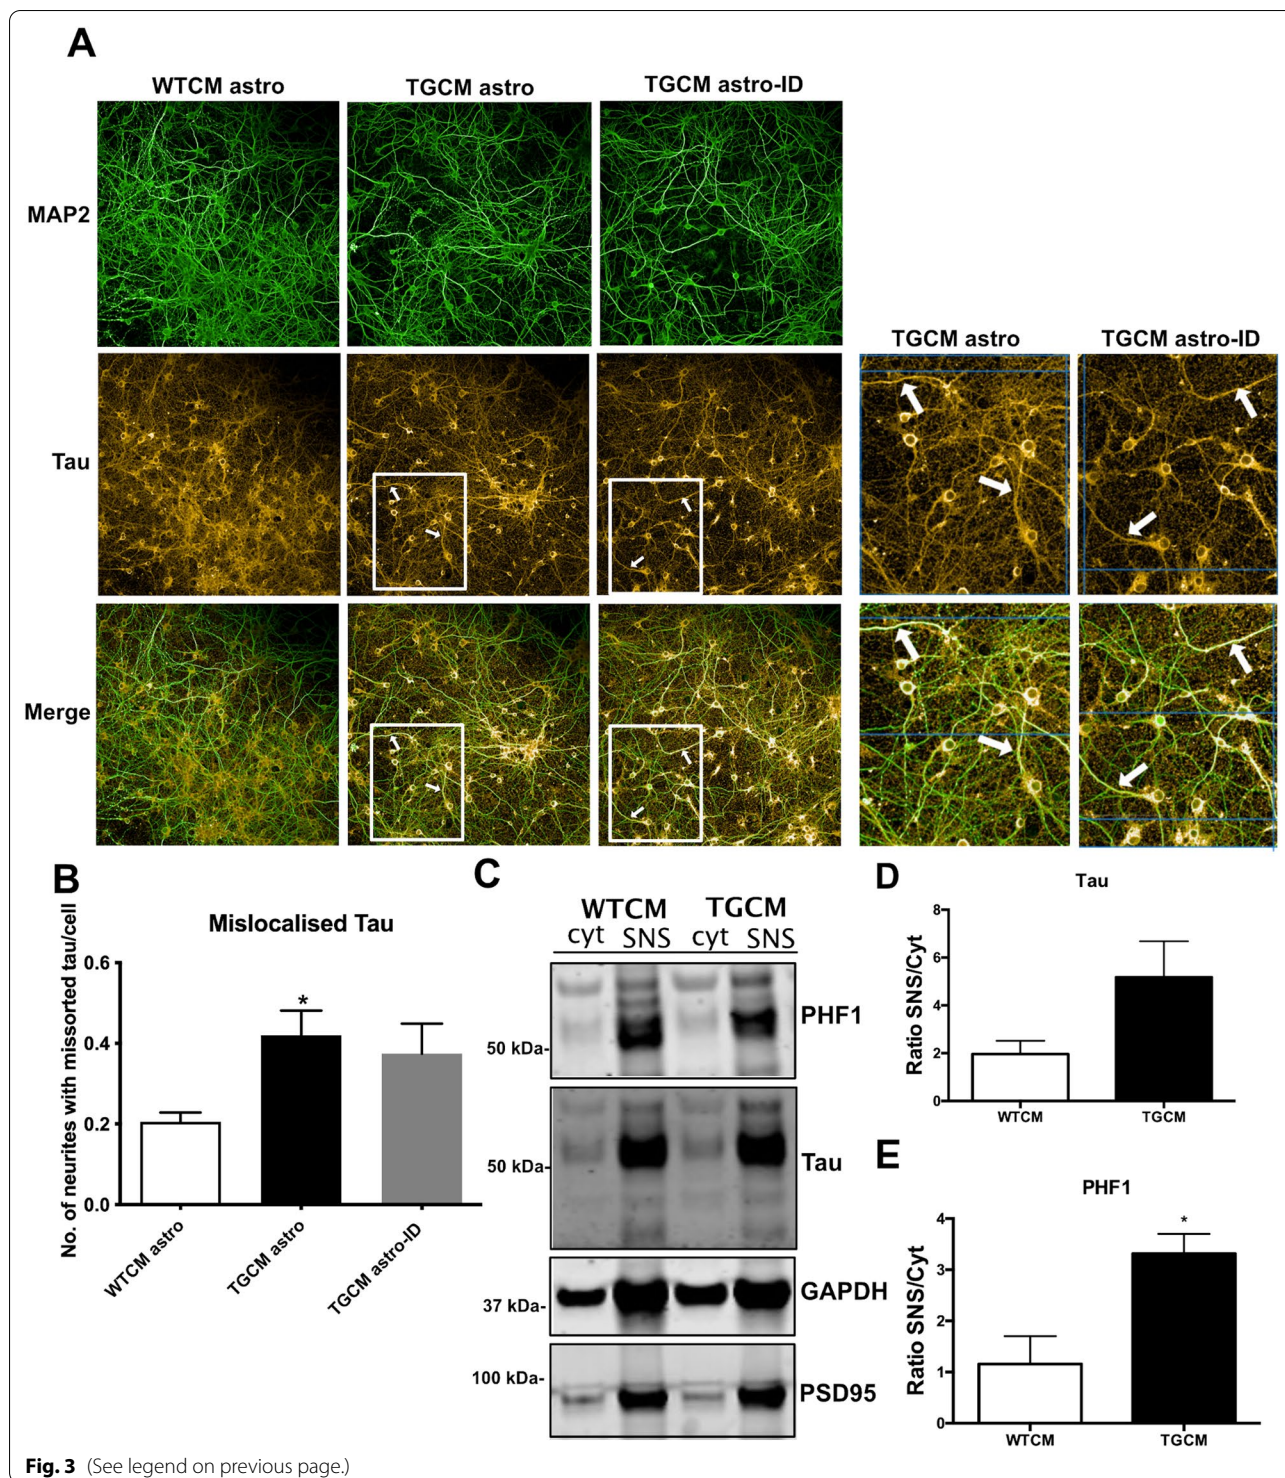 A
WTCM astro TGCM astro TGCM astro-ID
MAP2
TGCM astro TGCM astro-ID
Tau
Merge
B
Mislocalised Tau
No. of neurites with missorted tau/cell
0.6
0.4
0.2
0.0
*
WTCM astro TGCM astro TGCM astro-ID
C
WTCM TGCM
cyt SNS cyt SNS
PHF1
50 kDa-
Tau
50 kDa-
GAPDH
37 kDa-
100 kDa-
PSD95
D
Tau
Ratio SNS/Cyt
8
6
4
2
0
WTCM TGCM
E
PHF1
Ratio SNS/Cyt
4
3
2
1
0
*
WTCM TGCM
Fig. 3 (See legend on previous page.)